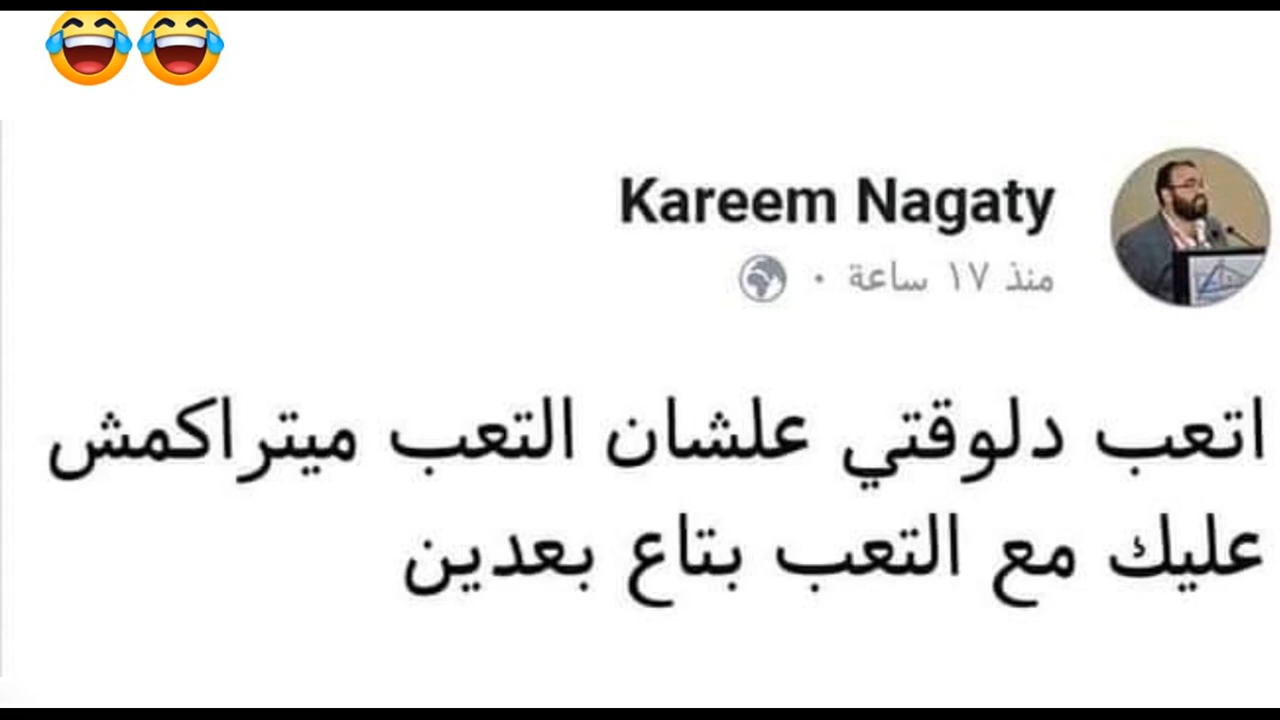 😂😂
Kareem Nagaty
منذ ١٧ ساعة ·
اتعب دلوقتي علشان التعب ميتراكمش
عليك مع التعب بتاع بعدين